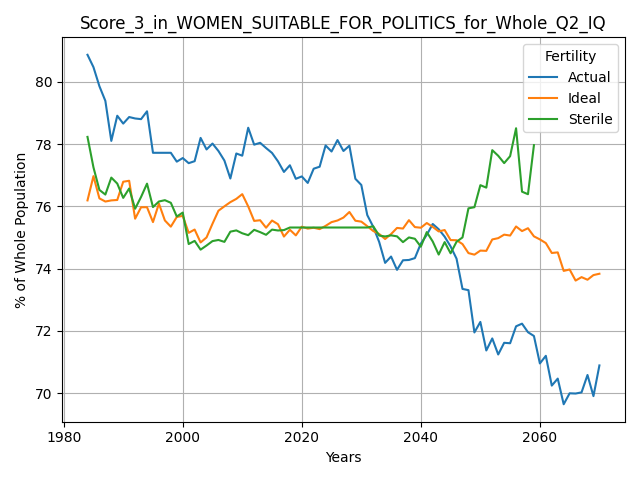 Score_3_in_WOMEN_SUITABLE_FOR_POLITICS_for_Whole_Q2_IQ
Fertility
Actual
Ideal
Sterile
% of Whole Population
80
78
76
74
72
70
1980
2000
2020
2040
2060
Years